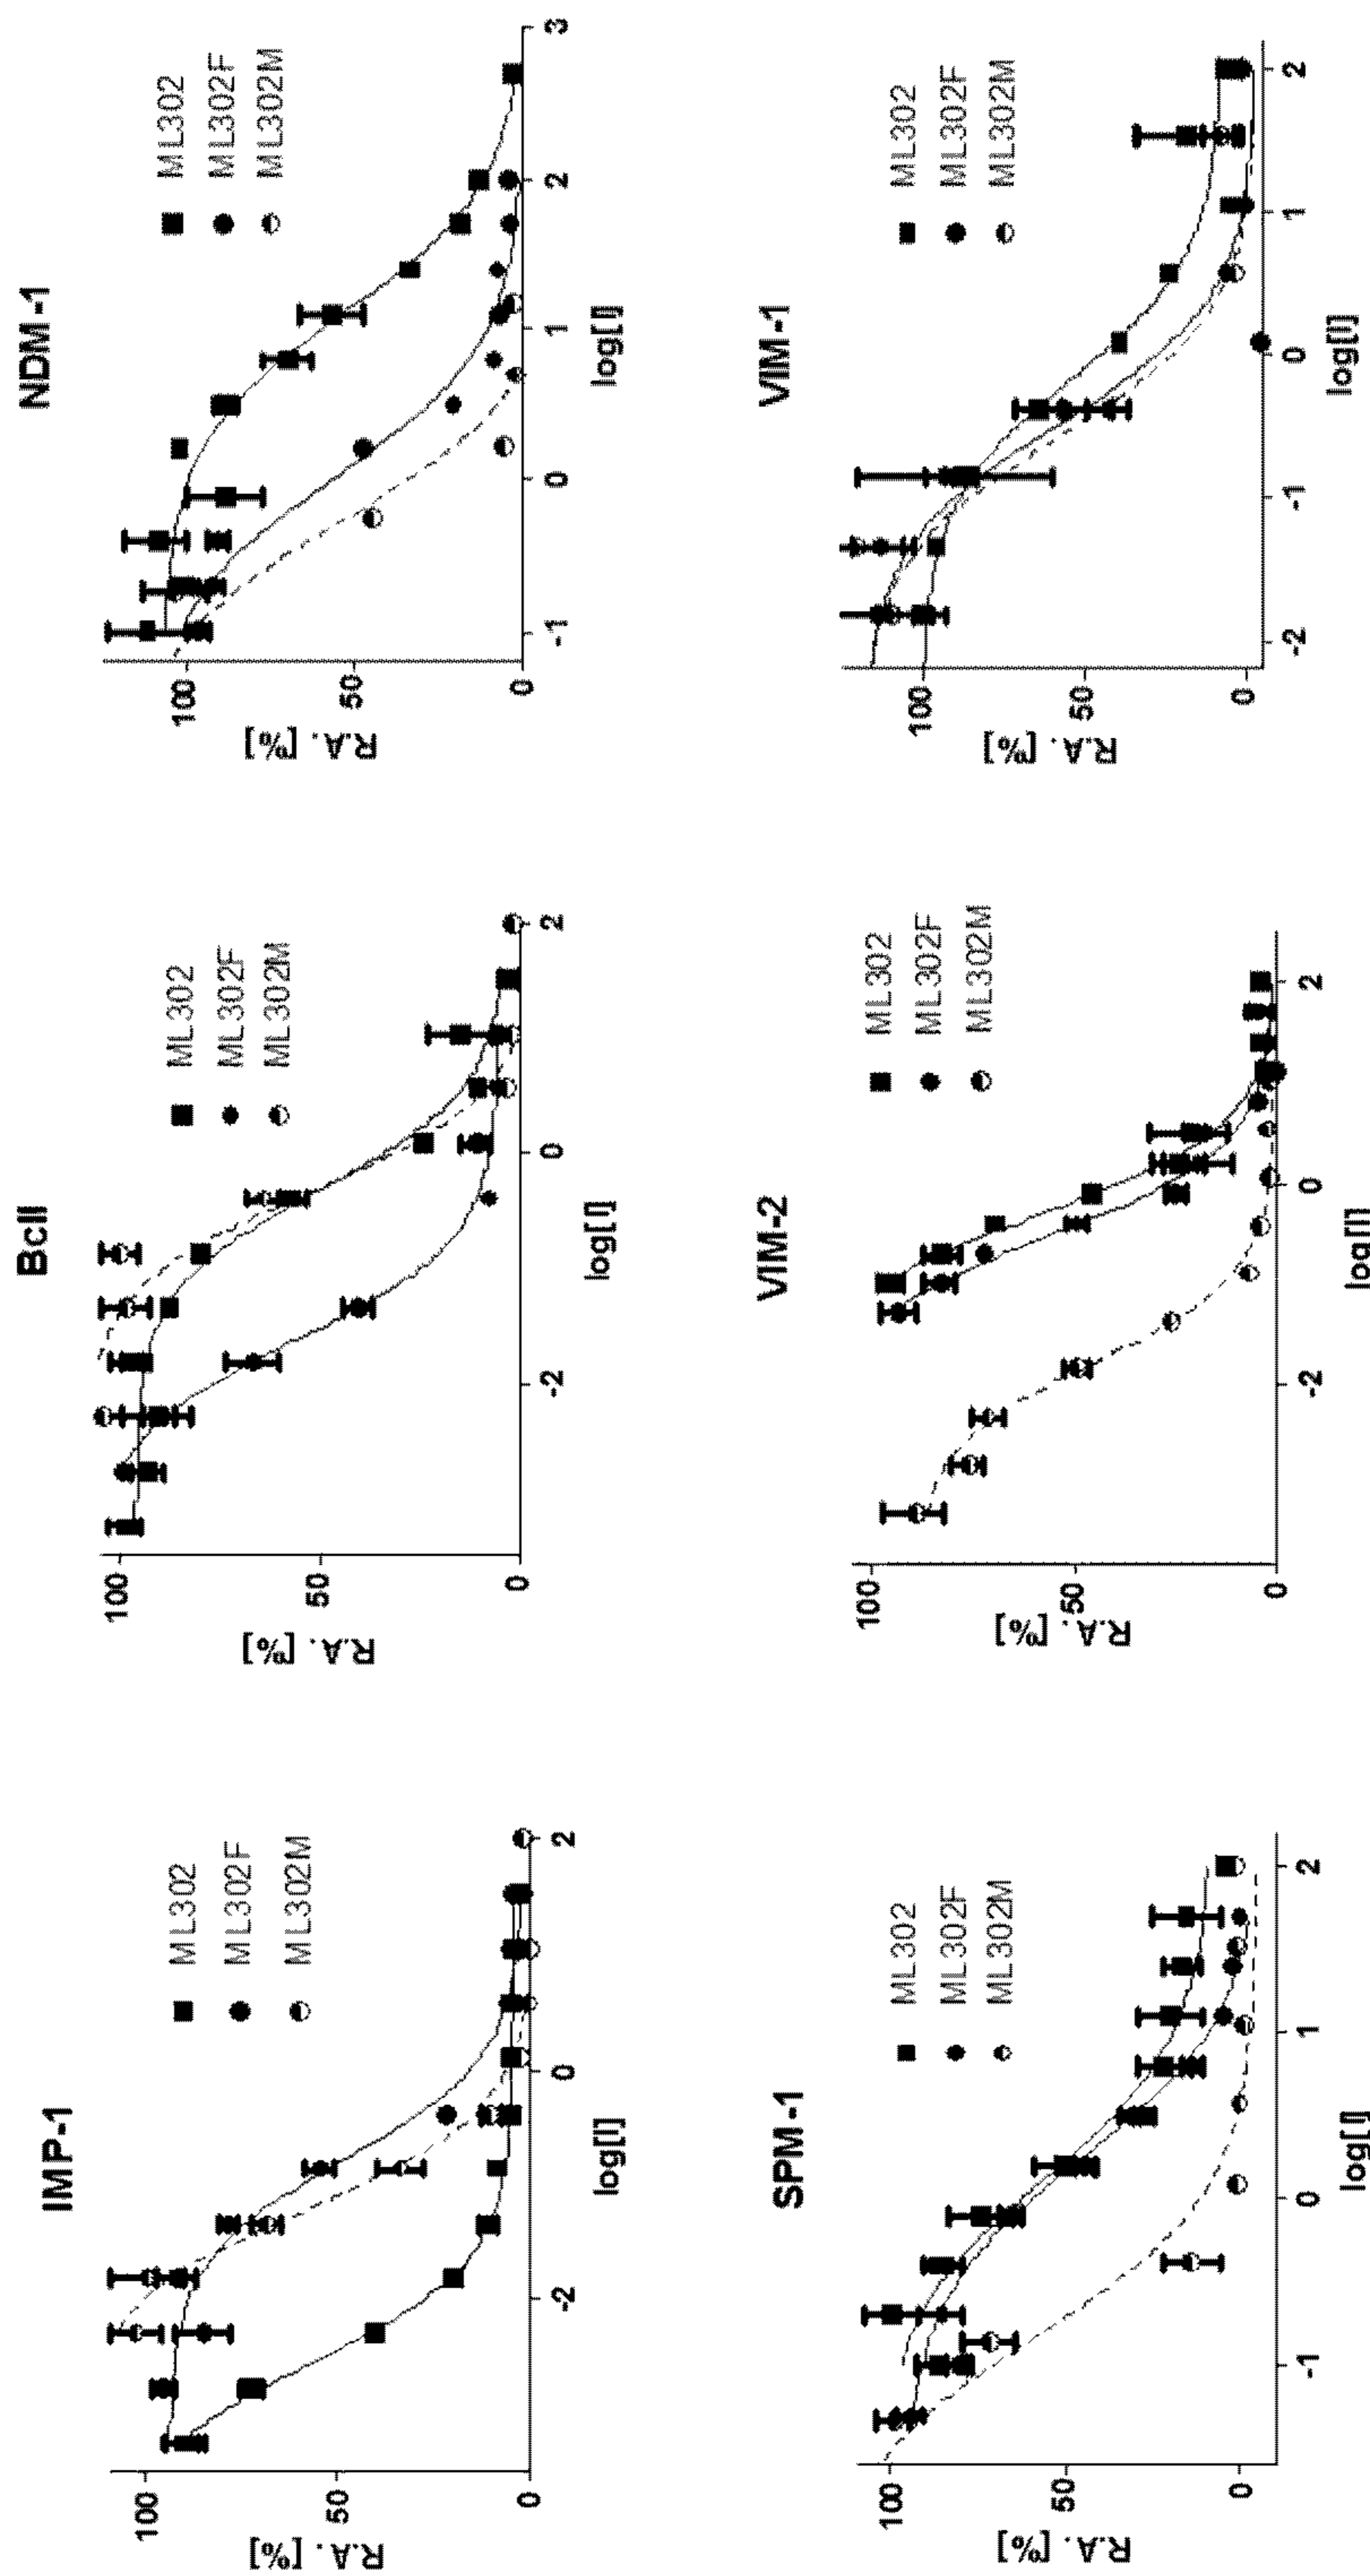 IMP-1
ML302
ML302F
ML302M
R.A. [%]
100
50
0
-2
0
2
log[I]
BcII
ML302
ML302F
ML302M
R.A. [%]
100
50
0
-2
0
2
log[I]
NDM-1
ML302
ML302F
ML302M
R.A. [%]
100
50
0
-1
0
1
2
3
log[I]
SPM-1
ML302
ML302F
ML302M
R.A. [%]
100
50
0
-1
0
1
2
log[I]
VIM-2
ML302
ML302F
ML302M
R.A. [%]
100
50
0
-2
0
2
log[I]
VIM-1
ML302
ML302F
ML302M
R.A. [%]
100
50
0
-2
-1
0
1
2
log[I]